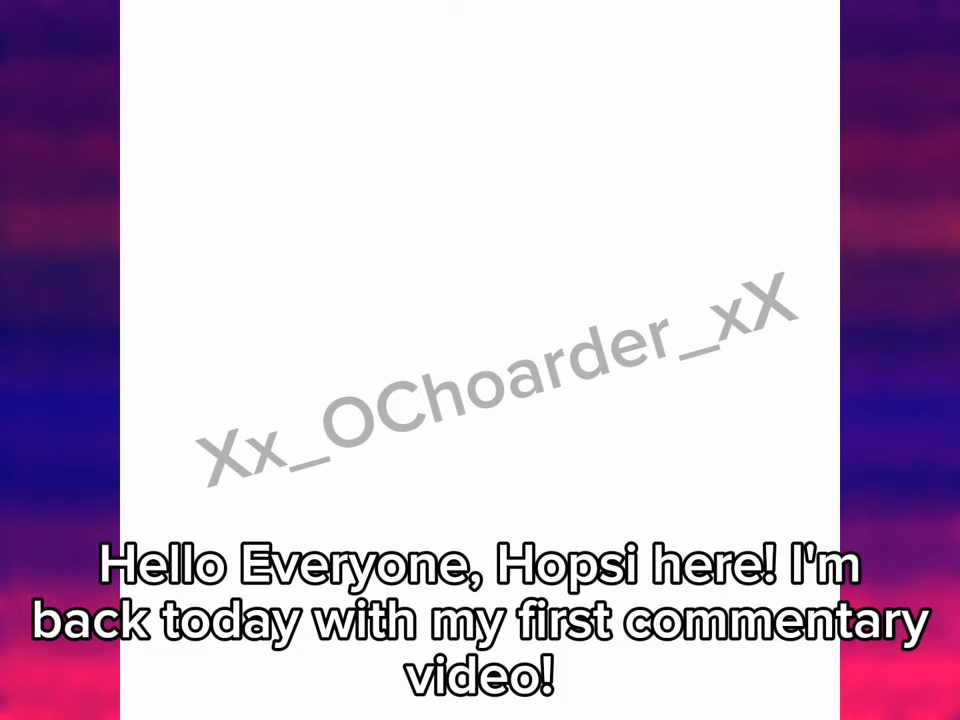 Xx_OChoarder_xX
Hello Everyone, Hopsi here! I'm
back today with my first commentary
video!